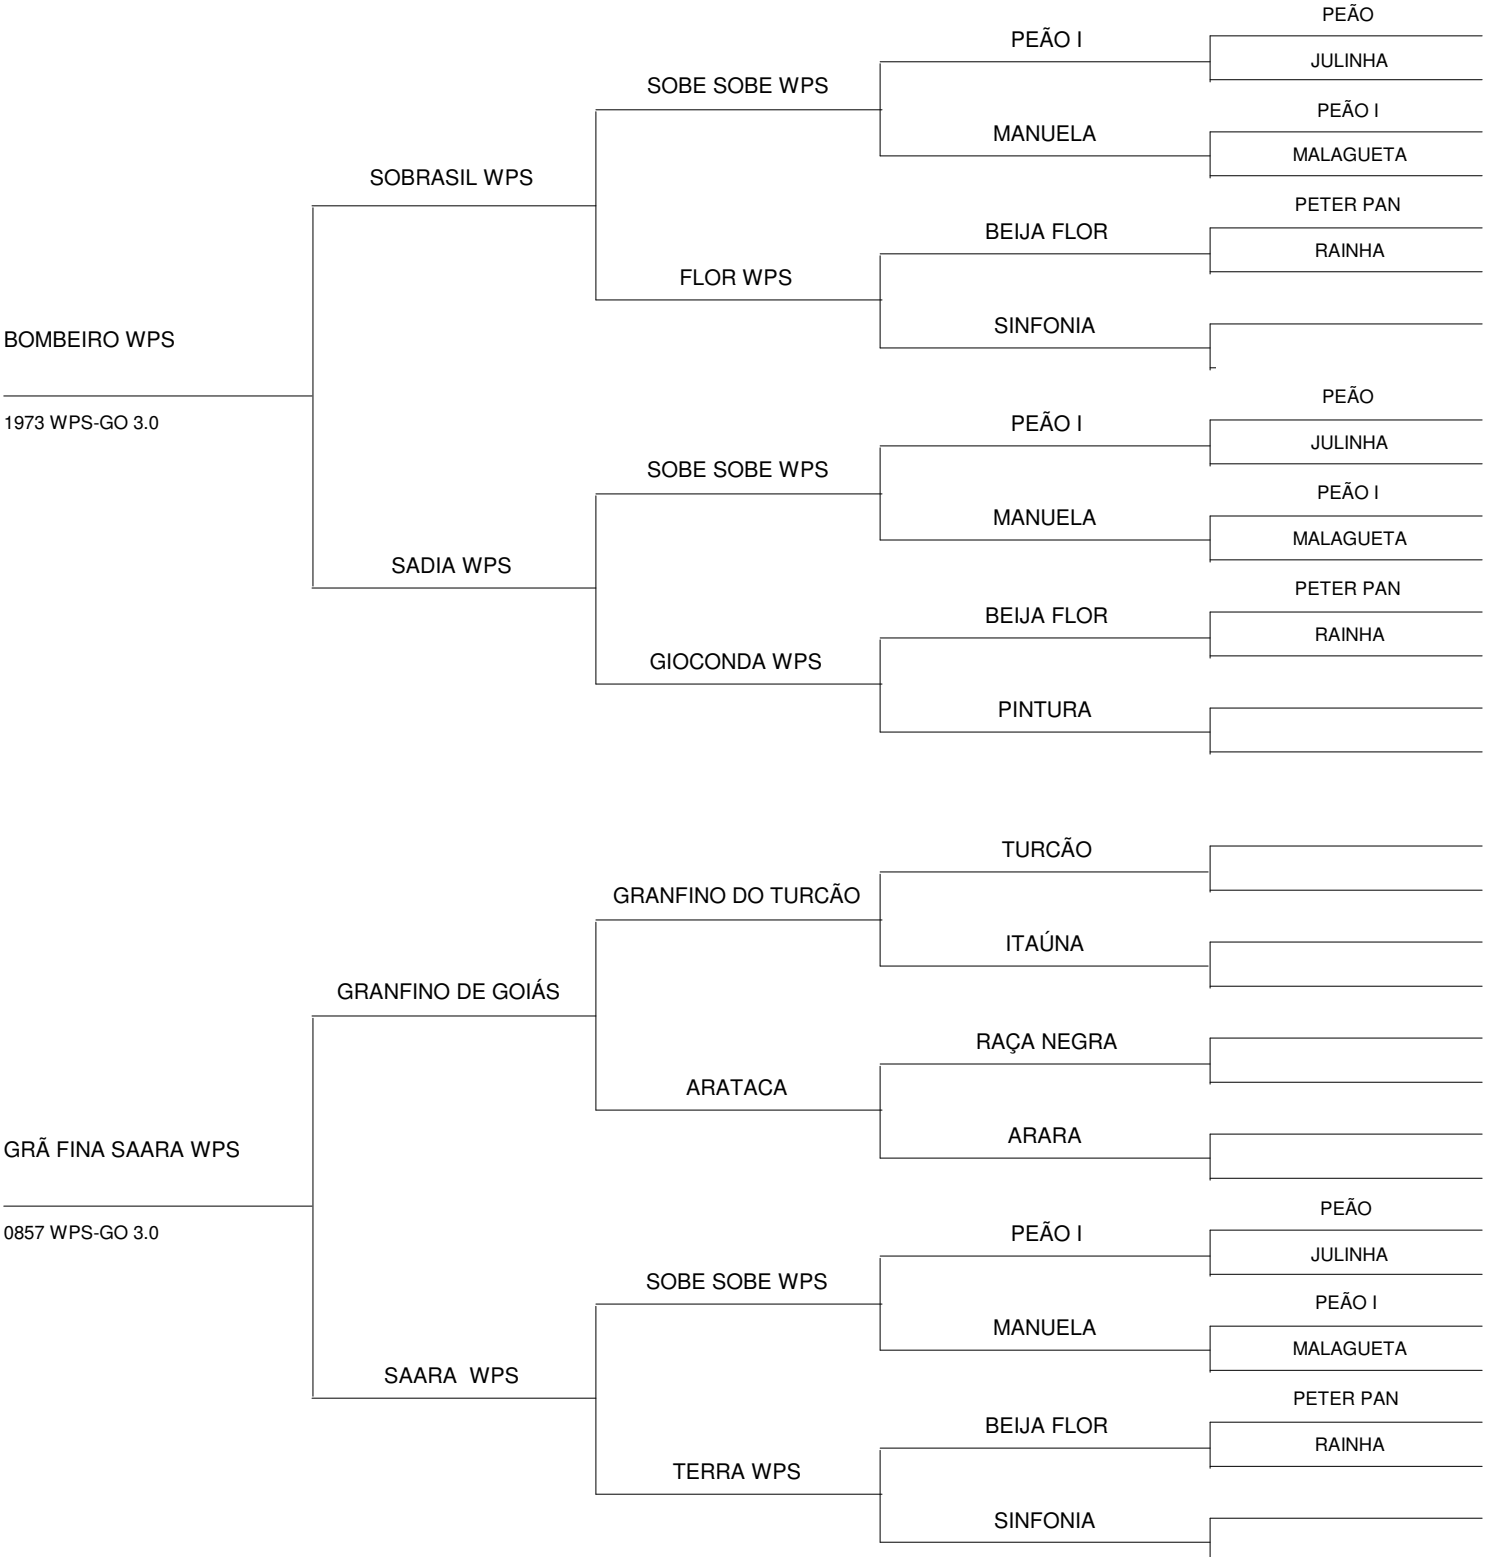 PEÃO
PEÃO I
JULINHA
SOBE SOBE WPS
PEÃO I
MANUELA
MALAGUETA
SOBRASIL WPS
PETER PAN
BEIJA FLOR
RAINHA
FLOR WPS
SINFONIA
BOMBEIRO WPS
PEÃO
1973 WPS-GO 3.0
PEÃO I
JULINHA
SOBE SOBE WPS
PEÃO I
MANUELA
MALAGUETA
SADIA WPS
PETER PAN
BEIJA FLOR
RAINHA
GIOCONDA WPS
PINTURA
TURCÃO
GRANFINO DO TURCÃO
ITAÚNA
GRANFINO DE GOIÁS
RAÇA NEGRA
ARATACA
ARARA
GRÃ FINA SAARA WPS
PEÃO
0857 WPS-GO 3.0
PEÃO I
JULINHA
SOBE SOBE WPS
PEÃO I
MANUELA
MALAGUETA
SAARA  WPS
PETER PAN
BEIJA FLOR
RAINHA
TERRA WPS
SINFONIA